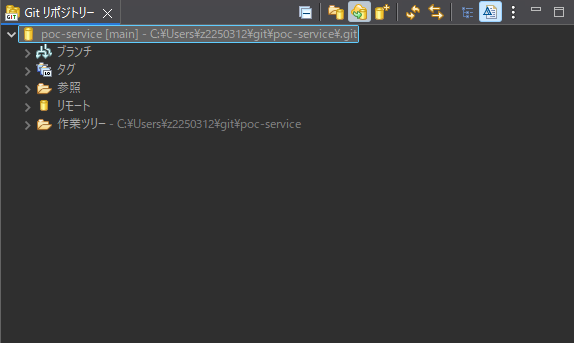 Git リポジトリー
poc-service [main] - C:¥Users¥z2250312¥git¥poc-service¥.git
ブランチ
タグ
参照
リモート
作業ツリー - C:¥Users¥z2250312¥git¥poc-service